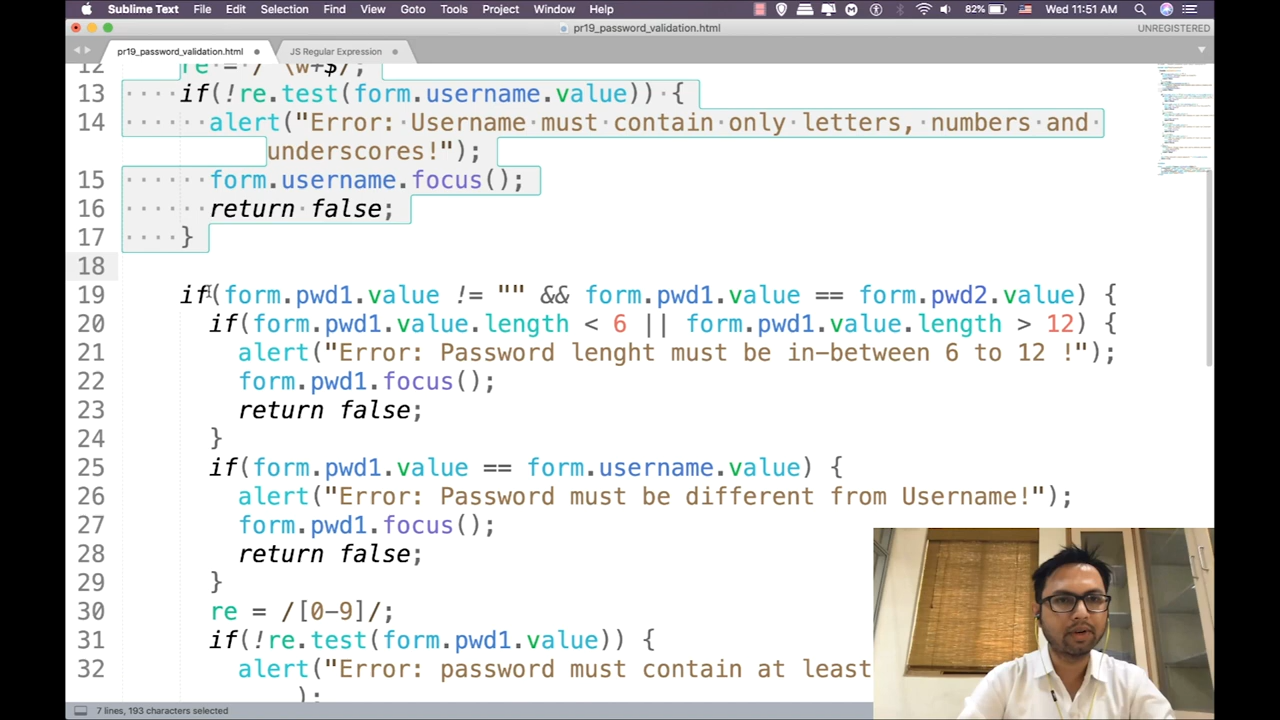 Sublime Text File Edit Selection Find View Goto Tools Project Window Help 82% Wed 11:51 AM
pr19_password_validation.html UNREGISTERED
pr19_password_validation.html JS Regular Expression
12 re = /^\w+$/;
13 if(!re.test(form.username.value)) {
14 alert("Error: Username must contain only letters, numbers and
underscores!");
15 form.username.focus();
16 return false;
17 }
18
19 if(form.pwd1.value != "" && form.pwd1.value == form.pwd2.value) {
20 if(form.pwd1.value.length < 6 || form.pwd1.value.length > 12) {
21 alert("Error: Password lenght must be in-between 6 to 12 !");
22 form.pwd1.focus();
23 return false;
24 }
25 if(form.pwd1.value == form.username.value) {
26 alert("Error: Password must be different from Username!");
27 form.pwd1.focus();
28 return false;
29 }
30 re = /[0-9]/;
31 if(!re.test(form.pwd1.value)) {
32 alert("Error: password must contain at least
);
7 lines, 193 characters selected